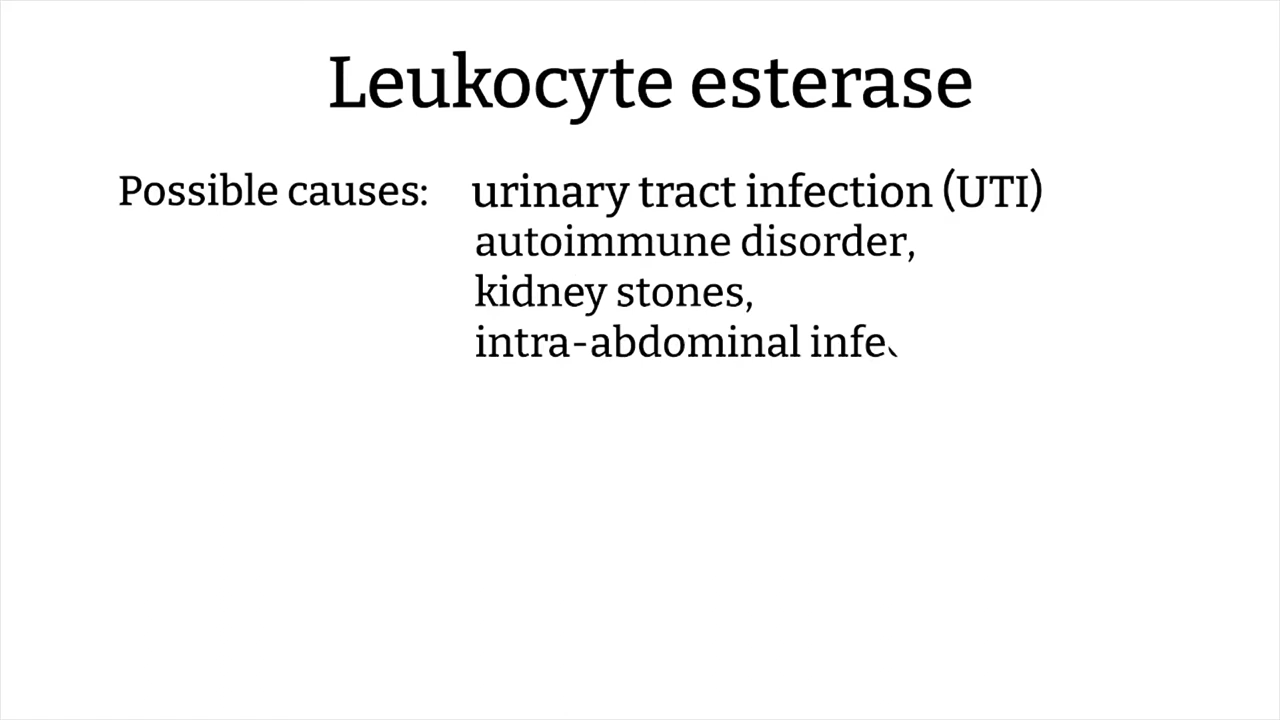 Leukocyte esterase
Possible causes: urinary tract infection (UTI)
autoimmune disorder,
kidney stones,
intra-abdominal infe